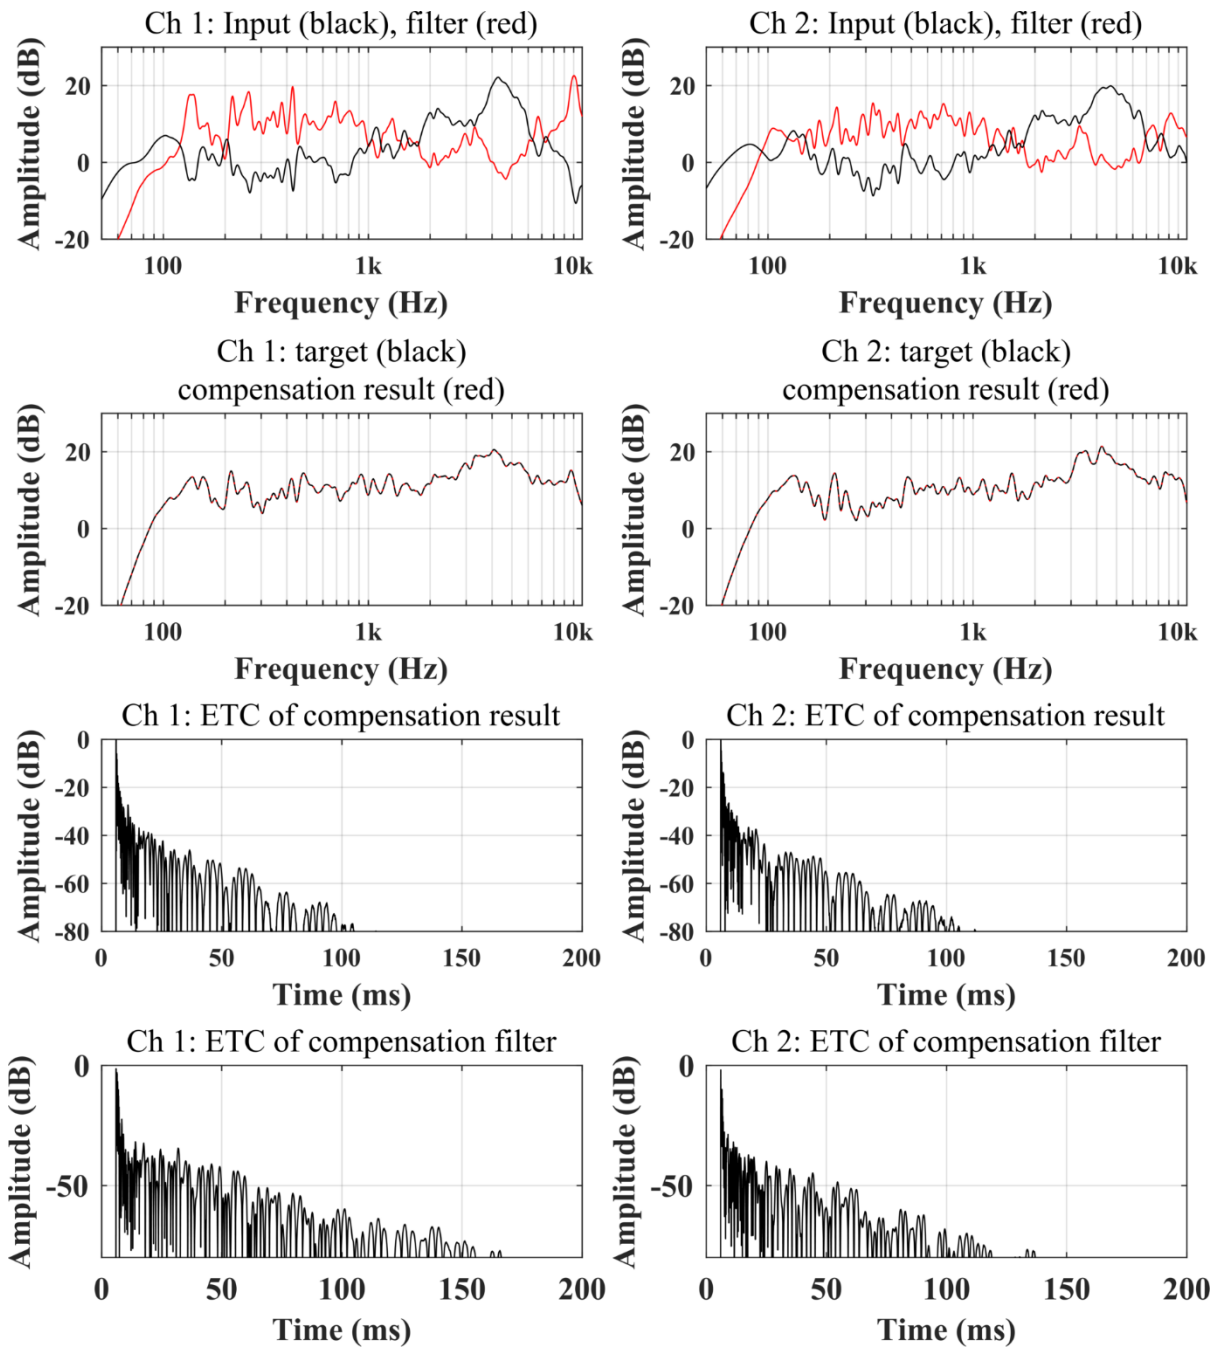 Ch 1: Input (black), filter (red)
Amplitude (dB)
20
0
-20
100
1k
10k
Frequency (Hz)
Ch 2: Input (black), filter (red)
Amplitude (dB)
20
0
-20
100
1k
10k
Frequency (Hz)
Ch 1: target (black)
compensation result (red)
Amplitude (dB)
20
0
-20
100
1k
10k
Frequency (Hz)
Ch 2: target (black)
compensation result (red)
Amplitude (dB)
20
0
-20
100
1k
10k
Frequency (Hz)
Ch 1: ETC of compensation result
Amplitude (dB)
0
-20
-40
-60
-80
0
50
100
150
200
Time (ms)
Ch 2: ETC of compensation result
Amplitude (dB)
0
-20
-40
-60
-80
0
50
100
150
200
Time (ms)
Ch 1: ETC of compensation filter
Amplitude (dB)
0
-50
0
50
100
150
200
Time (ms)
Ch 2: ETC of compensation filter
Amplitude (dB)
0
-50
0
50
100
150
200
Time (ms)